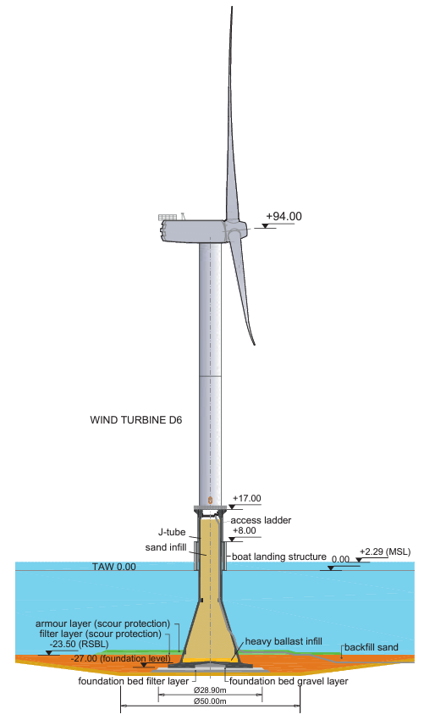 +94.00
WIND TURBINE D6
+17.00
access ladder
J-tube
+8.00
sand infill
boat landing structure
0.00
+2.29 (MSL)
TAW 0.00
armour layer (scour protection)
filter layer (scour protection)
-23.50 (RSBL)
heavy ballast infill
backfill sand
-27.00 (foundation level)
foundation bed filter layer
foundation bed gravel layer
Ø28.90m
Ø50.00m